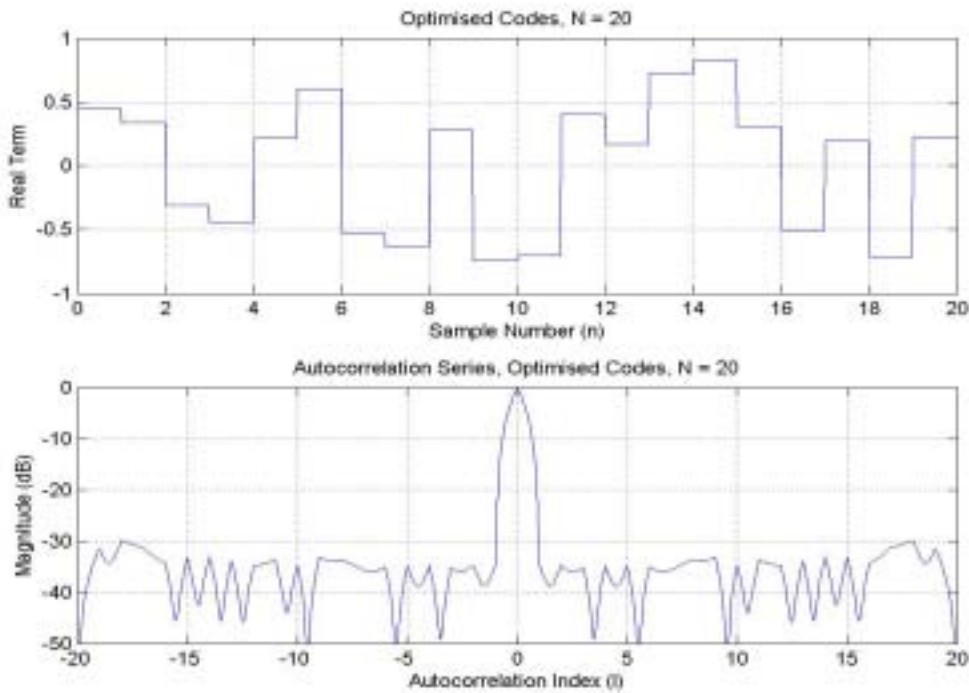 Optimised Codes, N = 20
1
0.5
0
-0.5
-1
Real Term
0 2 4 6 8 10 12 14 16 18 20
Sample Number (n)
Autocorrelation Series, Optimised Codes, N = 20
0
-10
-20
-30
-40
-50
Magnitude (dB)
-20 -15 -10 -5 0 5 10 15 20
Autocorrelation Index (l)